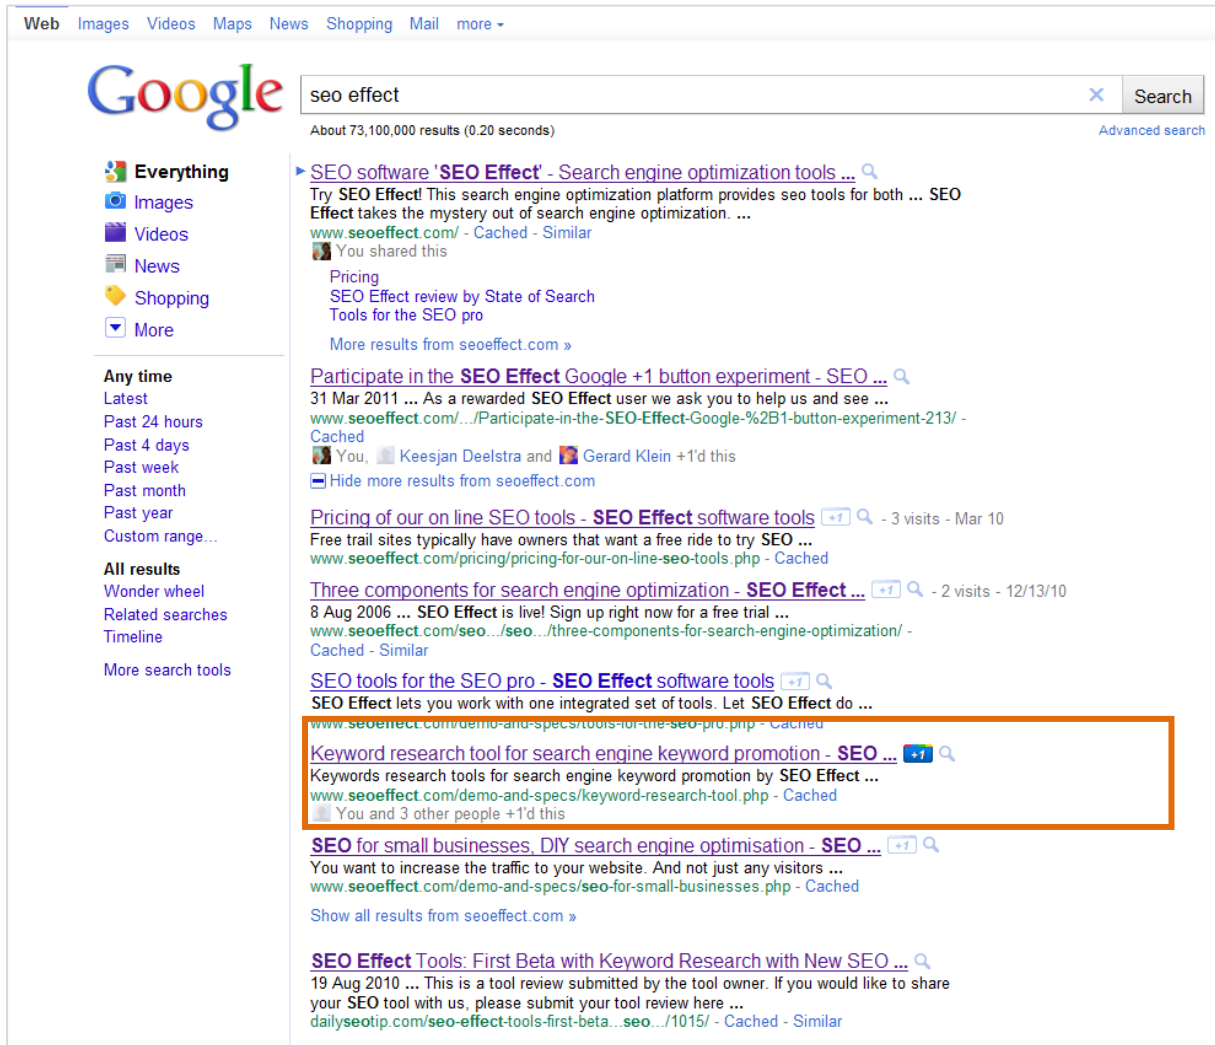 Web Images Videos Maps News Shopping Mail more
Google
seo effect
Search
About 73,100,000 results (0.20 seconds)
Advanced search
Everything
Images
Videos
News
Shopping
More
Any time
Latest
Past 24 hours
Past 4 days
Past week
Past month
Past year
Custom range...
All results
Wonder wheel
Related searches
Timeline
More search tools
SEO software 'SEO Effect' - Search engine optimization tools ...
Try SEO Effect! This search engine optimization platform provides seo tools for both ... SEO
Effect takes the mystery out of search engine optimization. ...
www.seoeffect.com/ - Cached - Similar
You shared this
Pricing
SEO Effect review by State of Search
Tools for the SEO pro
More results from seoeffect.com »
Participate in the SEO Effect Google +1 button experiment - SEO ...
31 Mar 2011 ... As a rewarded SEO Effect user we ask you to help us and see ...
www.seoeffect.com/.../Participate-in-the-SEO-Effect-Google-%2B1-button-experiment-213/ -
Cached
You, Keesjan Deelstra and Gerard Klein +1'd this
Hide more results from seoeffect.com
Pricing of our on line SEO tools - SEO Effect software tools +1 - 3 visits - Mar 10
Free trail sites typically have owners that want a free ride to try SEO ...
www.seoeffect.com/pricing/pricing-for-our-on-line-seo-tools.php - Cached
Three components for search engine optimization - SEO Effect ... +1 - 2 visits - 12/13/10
8 Aug 2006 ... SEO Effect is live! Sign up right now for a free trial ...
www.seoeffect.com/seo.../seo.../three-components-for-search-engine-optimization/ -
Cached - Similar
SEO tools for the SEO pro - SEO Effect software tools +1
SEO Effect lets you work with one integrated set of tools. Let SEO Effect do ...
www.seoeffect.com/demo-and-specs/tools-for-the-seo-pro.php - Cached
Keyword research tool for search engine keyword promotion - SEO ... +1
Keywords research tools for search engine keyword promotion by SEO Effect ...
www.seoeffect.com/demo-and-specs/keyword-research-tool.php - Cached
You and 3 other people +1'd this
SEO for small businesses, DIY search engine optimisation - SEO ... +1
You want to increase the traffic to your website. And not just any visitors ...
www.seoeffect.com/demo-and-specs/seo-for-small-businesses.php - Cached
Show all results from seoeffect.com »
SEO Effect Tools: First Beta with Keyword Research with New SEO ...
19 Aug 2010 ... This is a tool review submitted by the tool owner. If you would like to share
your SEO tool with us, please submit your tool review here ...
dailyseotip.com/seo-effect-tools-first-beta...seo.../1015/ - Cached - Similar